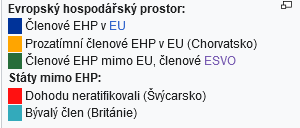 Evropský hospodářský prostor:
Členové EHP v EU
Prozatímní členové EHP v EU (Chorvatsko)
Členové EHP mimo EU, členové ESVO
Státy mimo EHP:
Dohodu neratifikovali (Švýcarsko)
Bývalý člen (Británie)